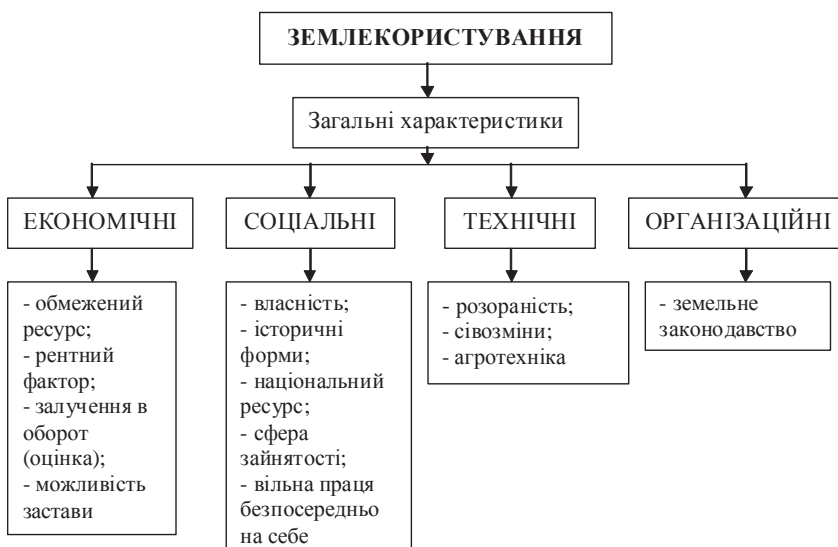 ЗЕМЛЕКОРИСТУВАННЯ
Загальні характеристики
ЕКОНОМІЧНІ
СОЦІАЛЬНІ
ТЕХНІЧНІ
ОРГАНІЗАЦІЙНІ
- обмежений
ресурс;
- рентний
фактор;
- залучення в
оборот
(оцінка);
- можливість
застави
- власність;
- історичні
форми;
- національний
ресурс;
- сфера
зайнятості;
- вільна праця
безпосередньо
на себе
- розораність;
- сівозміни;
- агротехніка
- земельне
законодавство